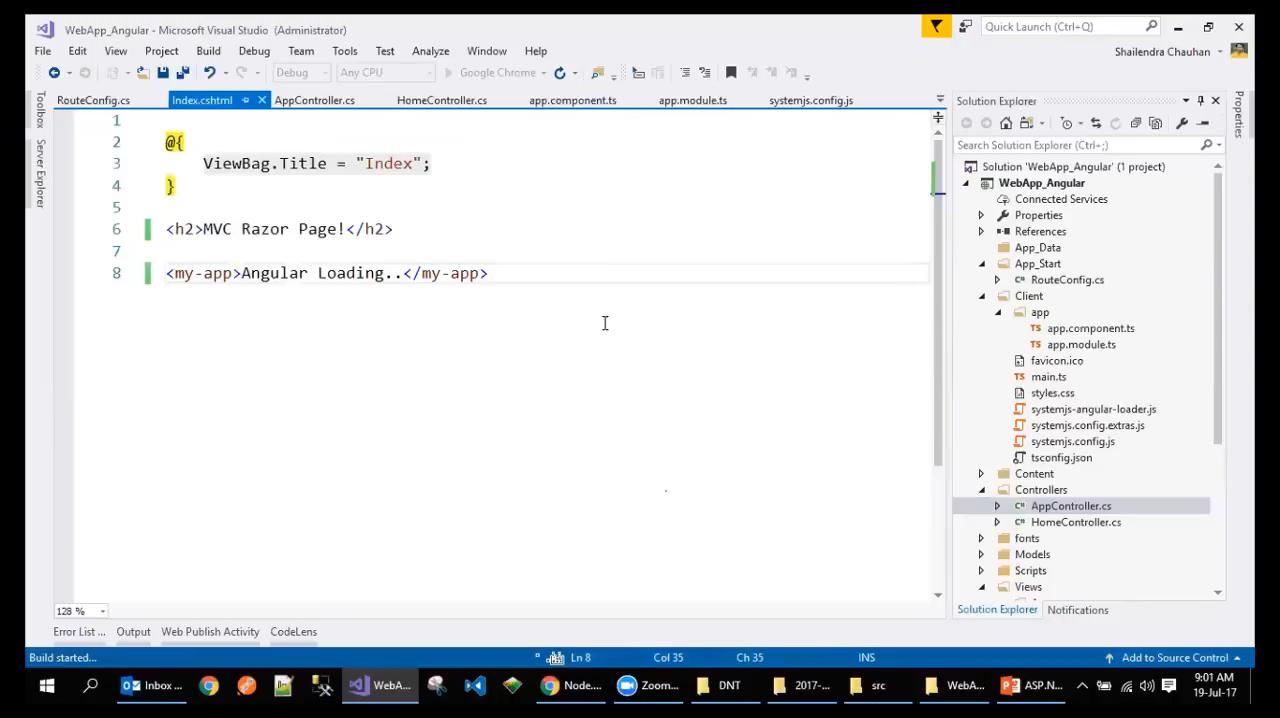 WebApp_Angular - Microsoft Visual Studio (Administrator)
Quick Launch (Ctrl+Q)
File Edit View Project Build Debug Team Tools Test Analyze Window Help
Shailendra Chauhan
Debug Any CPU Google Chrome
RouteConfig.cs Index.cshtml AppController.cs HomeController.cs app.component.ts app.module.ts systemjs.config.js
Toolbox
Server Explorer
1
2 @{
3 ViewBag.Title = "Index";
4 }
5
6 <h2>MVC Razor Page!</h2>
7
8 <my-app>Angular Loading..</my-app>
128 %
Solution Explorer
Search Solution Explorer (Ctrl+;)
Solution 'WebApp_Angular' (1 project)
WebApp_Angular
Connected Services
Properties
References
App_Data
App_Start
RouteConfig.cs
Client
app
app.component.ts
app.module.ts
favicon.ico
main.ts
styles.css
systemjs-angular-loader.js
systemjs.config.extras.js
systemjs.config.js
tsconfig.json
Content
Controllers
AppController.cs
HomeController.cs
fonts
Models
Scripts
Views
Solution Explorer Notifications
Properties
Error List ... Output Web Publish Activity CodeLens
Build started... Ln 8 Col 35 Ch 35 INS Add to Source Control
Inbox ... WebA... Node.... Zoom... DNT 2017-... src WebA... ASP.N...
9:01 AM
19-Jul-17